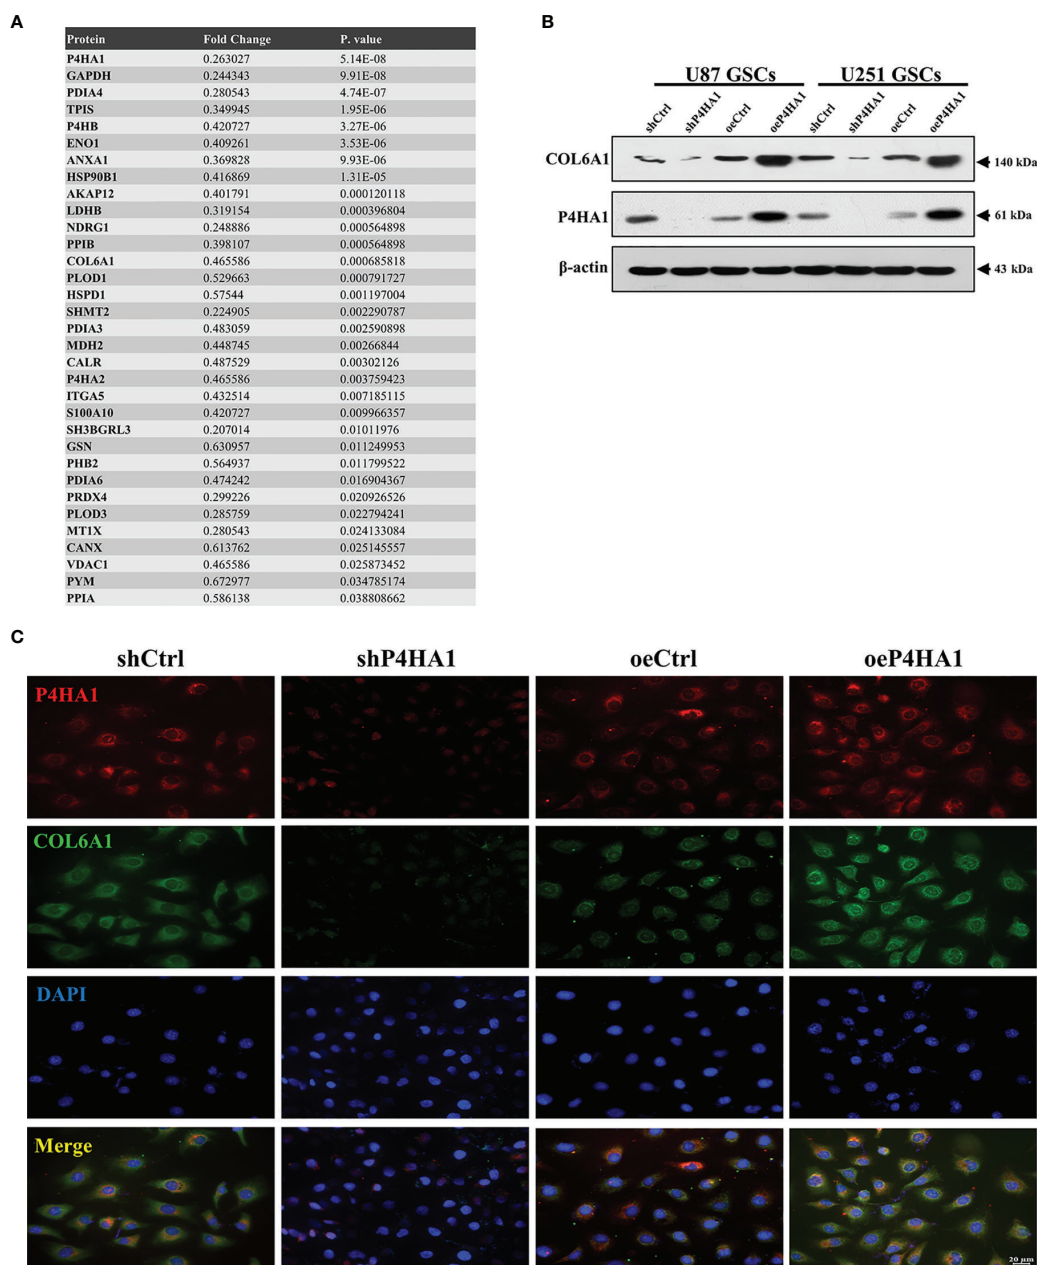 A
Protein Fold Change P. value
P4HA1 0.263027 5.14E-08
GAPDH 0.244343 9.91E-08
PDIA4 0.280543 4.74E-07
TPIS 0.349945 1.95E-06
P4HB 0.420727 3.27E-06
ENO1 0.409261 3.53E-06
ANXA1 0.369828 9.93E-06
HSP90B1 0.416869 1.31E-05
AKAP12 0.401791 0.000120118
LDHB 0.319154 0.000396804
NDRG1 0.248886 0.000564898
PPIB 0.398107 0.000564898
COL6A1 0.465586 0.000685818
PLOD1 0.529663 0.000791727
HSPD1 0.57544 0.001197004
SHMT2 0.224905 0.002290787
PDIA3 0.483059 0.002590898
MDH2 0.448745 0.00266844
CALR 0.487529 0.00302126
P4HA2 0.465586 0.003759423
ITGA5 0.432514 0.007185115
S100A10 0.420727 0.009966357
SH3BGRL3 0.207014 0.01011976
GSN 0.630957 0.011249953
PHB2 0.564937 0.011799522
PDIA6 0.474242 0.016904367
PRDX4 0.299226 0.020926526
PLOD3 0.285759 0.022794241
MT1X 0.280543 0.024133084
CANX 0.613762 0.025145557
VDAC1 0.465586 0.025873452
PYM 0.672977 0.034785174
PPIA 0.586138 0.038808662
B
U87 GSCs U251 GSCs
shCtrl shP4HA1 oeCtrl oeP4HA1 shCtrl shP4HA1 oeCtrl oeP4HA1
COL6A1 140 kDa
P4HA1 61 kDa
β-actin 43 kDa
C
shCtrl shP4HA1 oeCtrl oeP4HA1
P4HA1
COL6A1
DAPI
Merge
20 μm